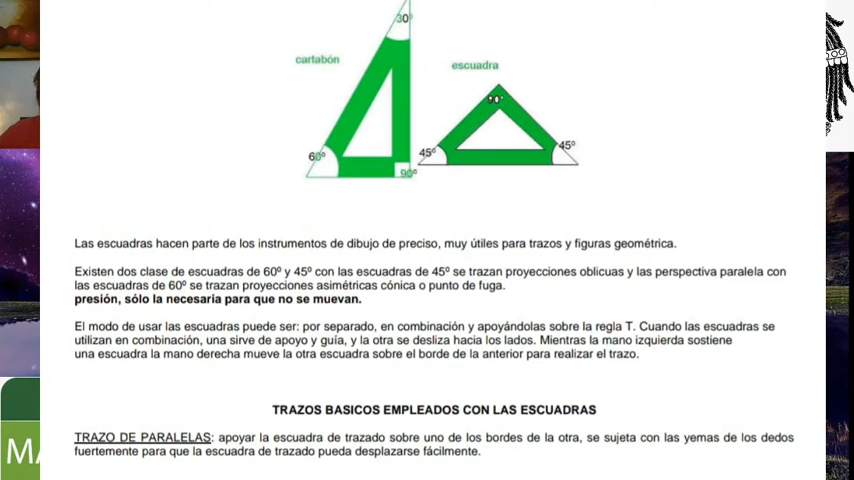 30º
cartabón
escuadra
90º
60º
45º
45º
90º
Las escuadras hacen parte de los instrumentos de dibujo de preciso, muy útiles para trazos y figuras geométrica.
Existen dos clase de escuadras de 60º y 45º con las escuadras de 45º se trazan proyecciones oblicuas y las perspectiva paralela con
las escuadras de 60º se trazan proyecciones asimétricas cónica o punto de fuga.
presión, sólo la necesaria para que no se muevan.
El modo de usar las escuadras puede ser: por separado, en combinación y apoyándolas sobre la regla T. Cuando las escuadras se
utilizan en combinación, una sirve de apoyo y guía, y la otra se desliza hacia los lados. Mientras la mano izquierda sostiene
una escuadra la mano derecha mueve la otra escuadra sobre el borde de la anterior para realizar el trazo.
TRAZOS BASICOS EMPLEADOS CON LAS ESCUADRAS
TRAZO DE PARALELAS: apoyar la escuadra de trazado sobre uno de los bordes de la otra, se sujeta con las yemas de los dedos
fuertemente para que la escuadra de trazado pueda desplazarse fácilmente.